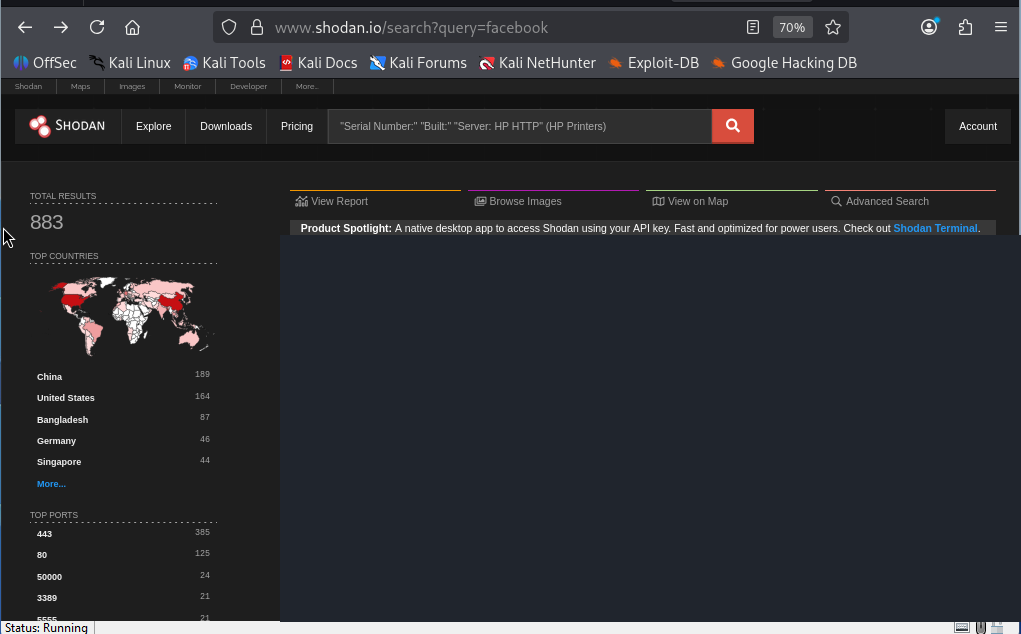 www.shodan.io/search?query=facebook 70%
OffSec Kali Linux Kali Tools Kali Docs Kali Forums Kali NetHunter Exploit-DB Google Hacking DB
Shodan Maps Images Monitor Developer More...
SHODAN Explore Downloads Pricing "Serial Number:" "Built:" "Server: HP HTTP" (HP Printers) Account
TOTAL RESULTS
883
TOP COUNTRIES
China 189
United States 164
Bangladesh 87
Germany 46
Singapore 44
More...
TOP PORTS
443 385
80 125
50000 24
3389 21
5555 21
View Report Browse Images View on Map Advanced Search
Product Spotlight: A native desktop app to access Shodan using your API key. Fast and optimized for power users. Check out Shodan Terminal.
Status: Running